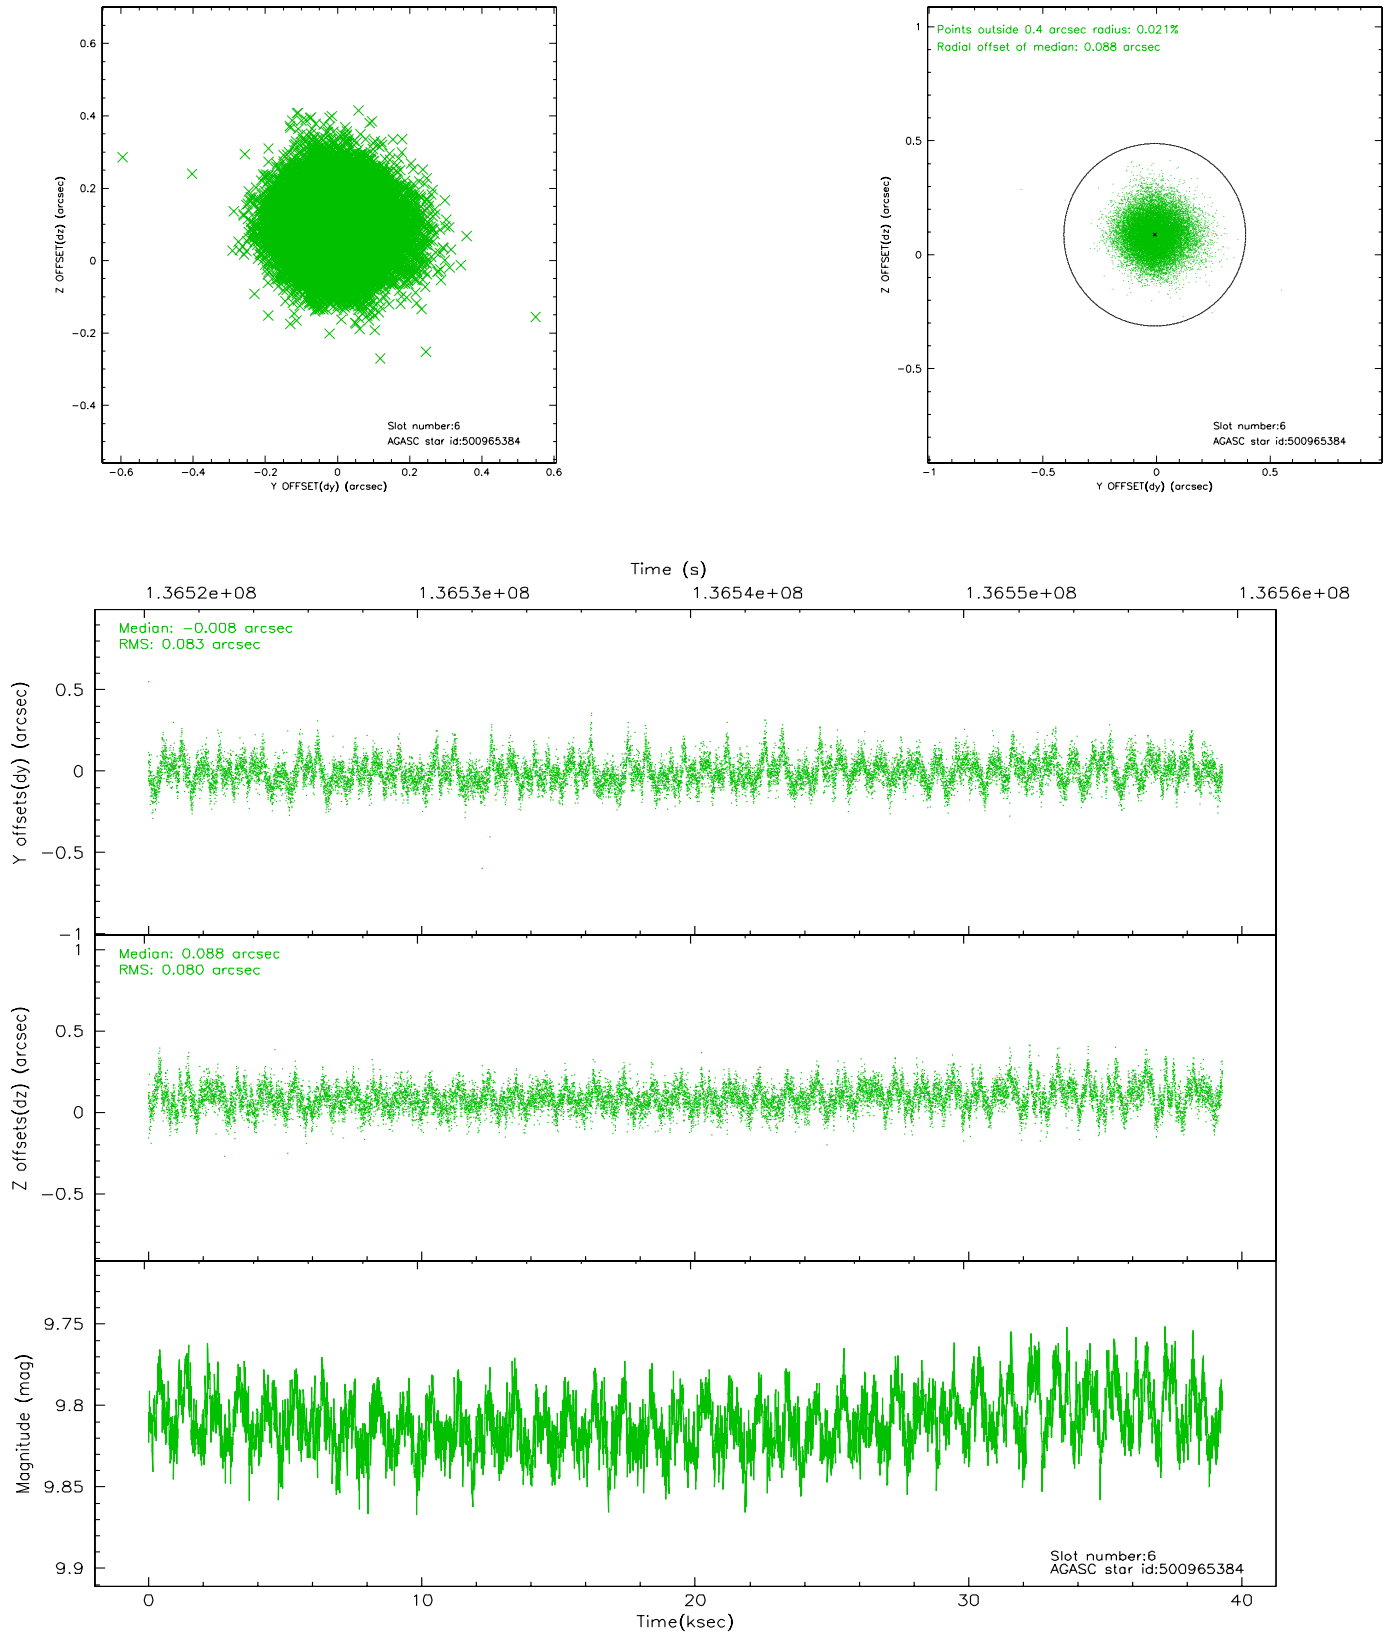 0.6
0.4
0.2
0
−0.2
−0.4
Z OFFSET(dz) (arcsec)
Slot number:6
AGASC star id:500965384
−0.6 −0.4 −0.2 0 0.2 0.4 0.6
Y OFFSET(dy) (arcsec)
Points outside 0.4 arcsec radius: 0.021%
Radial offset of median: 0.088 arcsec
1
0.5
0
−0.5
Z OFFSET(dz) (arcsec)
Slot number:6
AGASC star id:500965384
−1 −0.5 0 0.5
Y OFFSET(dy) (arcsec)
Time (s)
1.3652e+08 1.3653e+08 1.3654e+08 1.3655e+08 1.3656e+08
Median: −0.008 arcsec
RMS: 0.083 arcsec
0.5
0
−0.5
−1
Y offsets(dy) (arcsec)
Median: 0.088 arcsec
RMS: 0.080 arcsec
1
0.5
0
−0.5
Z offsets(dz) (arcsec)
9.75
9.8
9.85
9.9
Magnitude (mag)
Slot number:6
AGASC star id:500965384
0 10 20 30 40
Time(ksec)